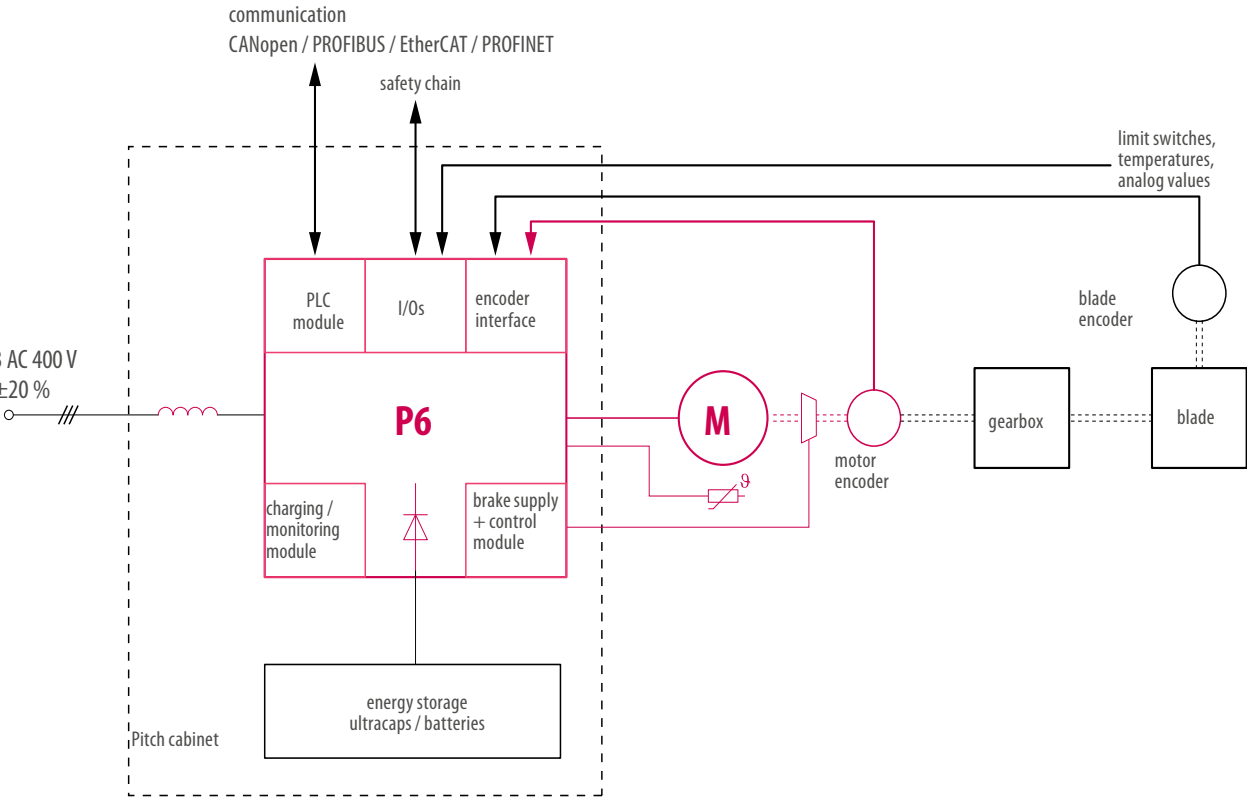 communication
CANopen / PROFIBUS / EtherCAT / PROFINET
safety chain
limit switches,
temperatures,
analog values
PLC
module
I/Os
encoder
interface
blade
encoder
AC 400 V
±20 %
P6
M
gearbox
blade
motor
encoder
ϑ
charging /
monitoring
module
brake supply
+ control
module
energy storage
ultracaps / batteries
Pitch cabinet